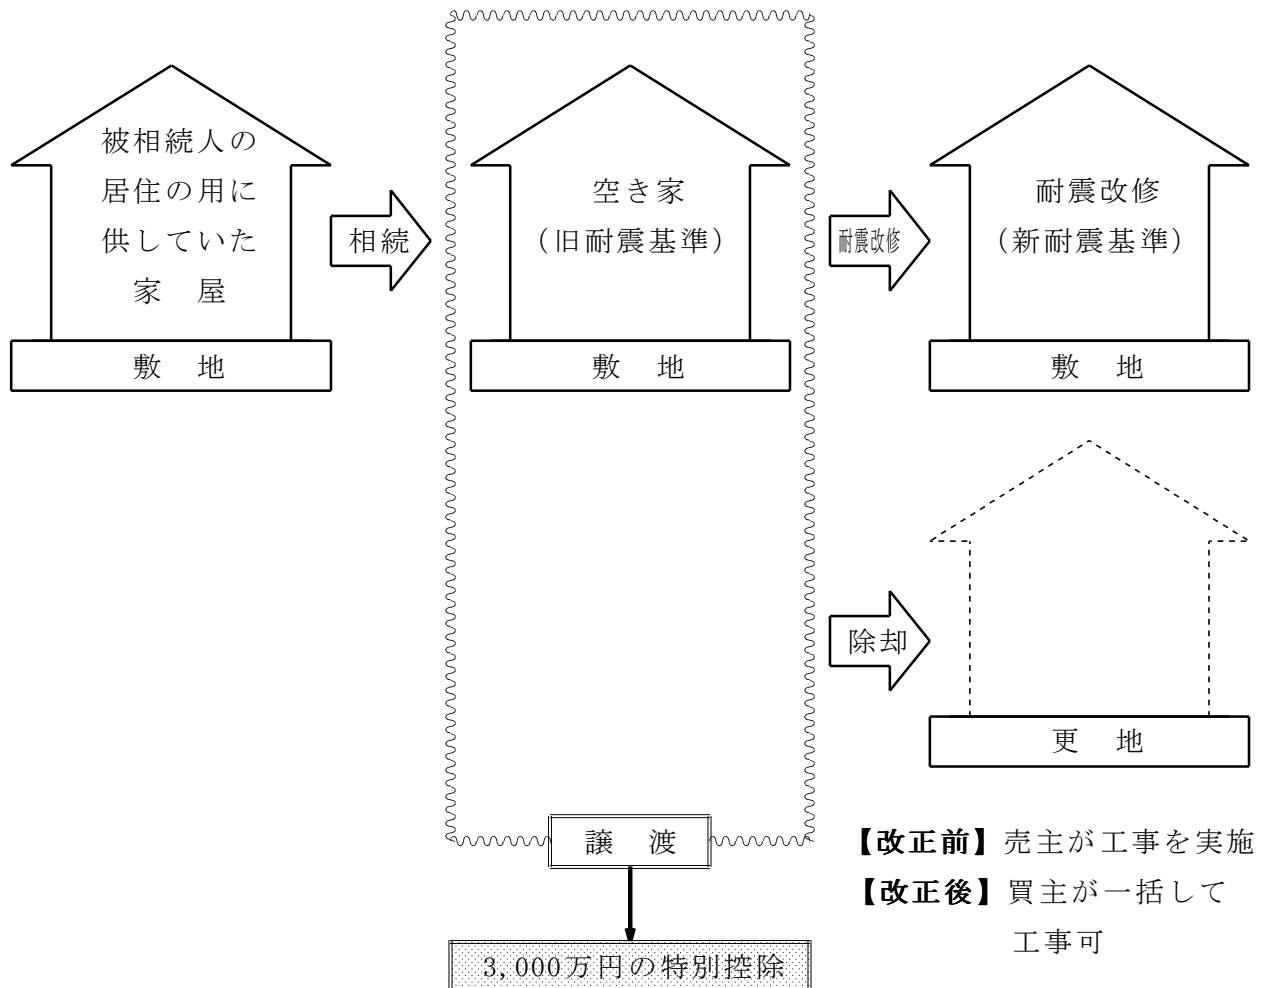 被相続人の
居住の用に
供していた
家　屋
敷　地
相続
空き家
（旧耐震基準）
敷　地
耐震改修
耐震改修
（新耐震基準）
敷　地
除却
更　地
譲　渡
3,000万円の特別控除
【改正前】売主が工事を実施
【改正後】買主が一括して
工事可